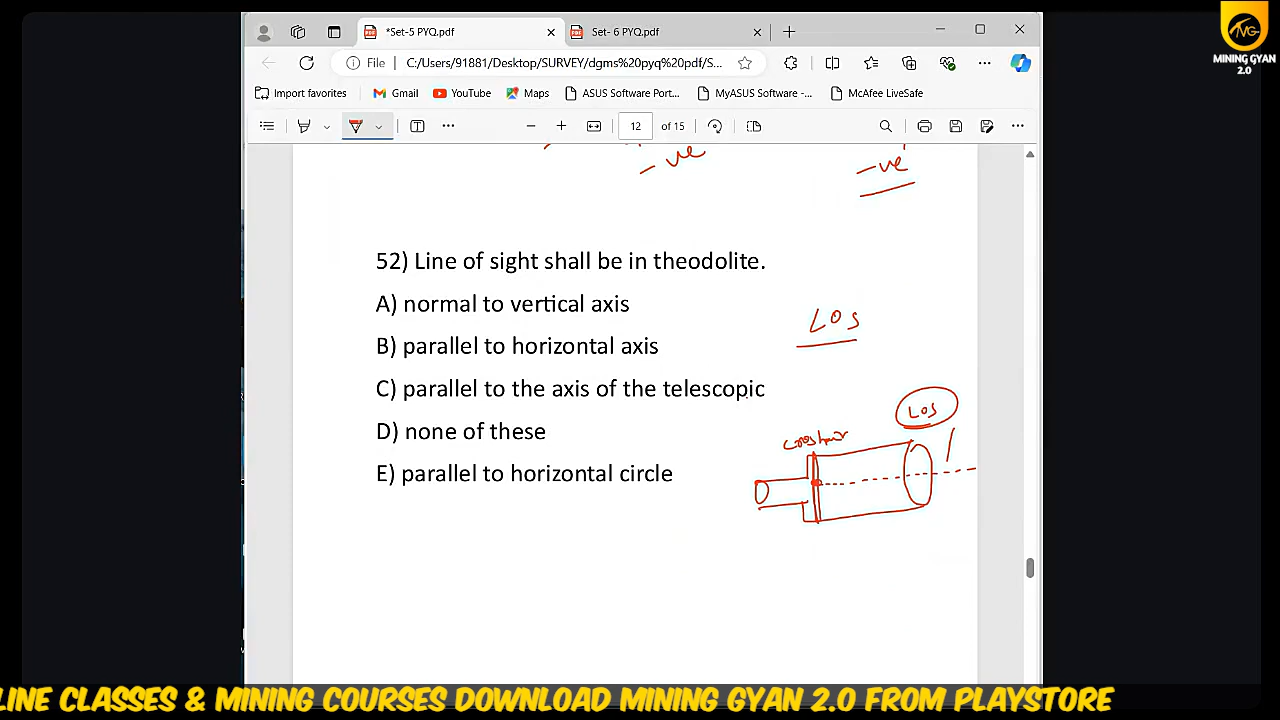 *Set-5 PYQ.pdf
Set- 6 PYQ.pdf
File
C:/Users/91881/Desktop/SURVEY/dgms%20pyq%20pdf/S...
Import favorites
Gmail
YouTube
Maps
ASUS Software Port...
MyASUS Software -...
McAfee LiveSafe
12
of 15
MINING GYAN
2.0
-ve
-ve
52) Line of sight shall be in theodolite.
A) normal to vertical axis
B) parallel to horizontal axis
C) parallel to the axis of the telescopic
D) none of these
E) parallel to horizontal circle
LOS
LOS
LINE CLASSES & MINING COURSES DOWNLOAD MINING GYAN 2.0 FROM PLAYSTORE